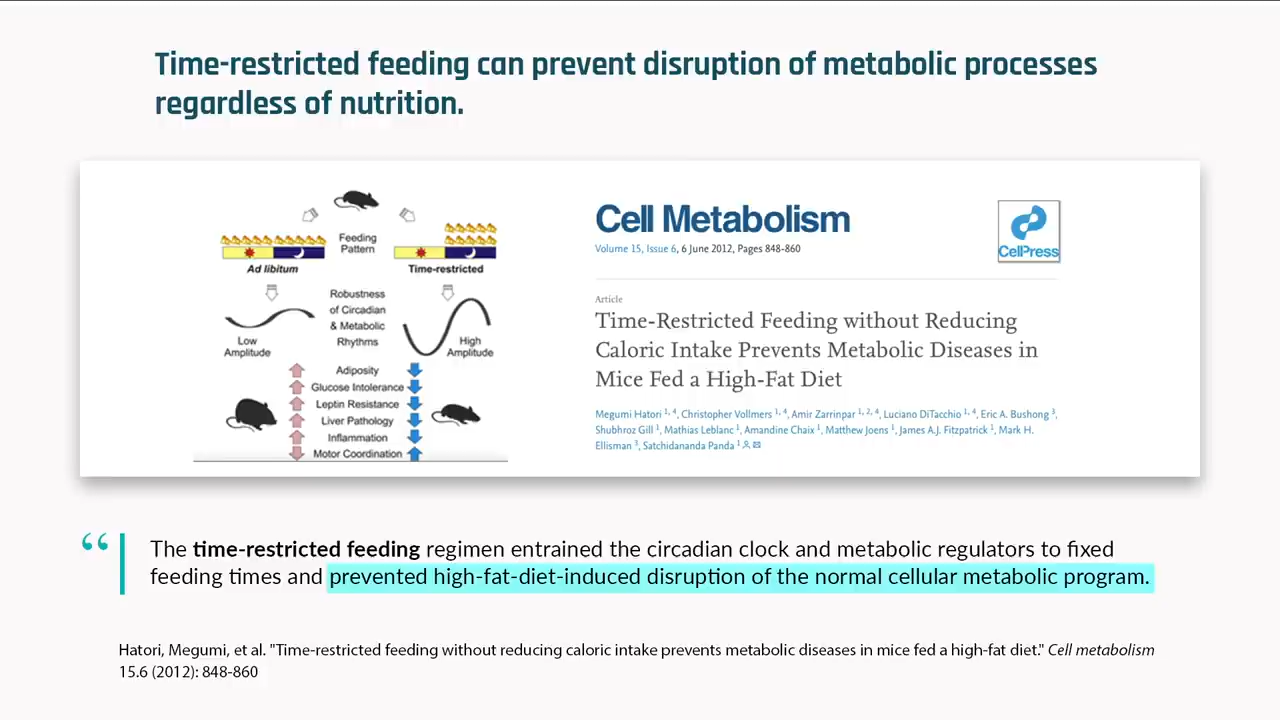 Time-restricted feeding can prevent disruption of metabolic processes
regardless of nutrition.
Feeding
Pattern
Ad libitum
Time-restricted
Robustness
of Circadian
& Metabolic
Rhythms
Low
Amplitude
High
Amplitude
Adiposity
Glucose Intolerance
Leptin Resistance
Liver Pathology
Inflammation
Motor Coordination
Cell Metabolism
Volume 15, Issue 6, 6 June 2012, Pages 848-860
CellPress
Article
Time-Restricted Feeding without Reducing
Caloric Intake Prevents Metabolic Diseases in
Mice Fed a High-Fat Diet
Megumi Hatori 1, 4, Christopher Vollmers 1, 4, Amir Zarrinpar 1, 2, 4, Luciano DiTacchio 1, 4, Eric A. Bushong 3,
Shubhroz Gill 1, Mathias Leblanc 1, Amandine Chaix 1, Matthew Joens 1, James A.J. Fitzpatrick 1, Mark H.
Ellisman 3, Satchidananda Panda 1
“ The time-restricted feeding regimen entrained the circadian clock and metabolic regulators to fixed
feeding times and prevented high-fat-diet-induced disruption of the normal cellular metabolic program.
Hatori, Megumi, et al. "Time-restricted feeding without reducing caloric intake prevents metabolic diseases in mice fed a high-fat diet." Cell metabolism
15.6 (2012): 848-860